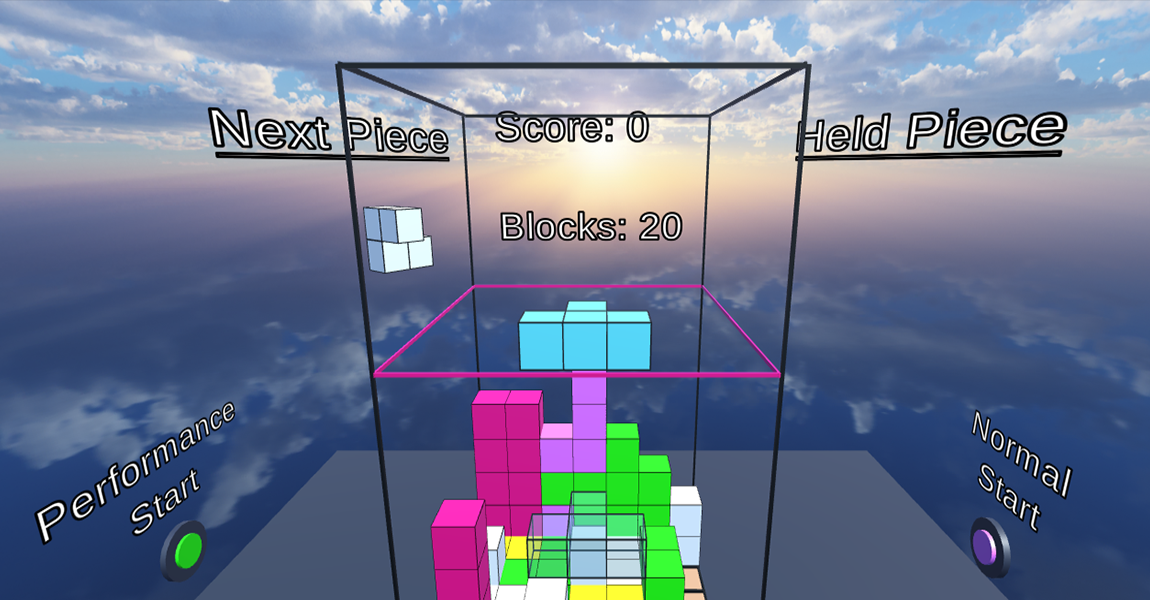 Next Piece
Score: 0
Held Piece
Blocks: 20
Performance
Start
Normal
Start